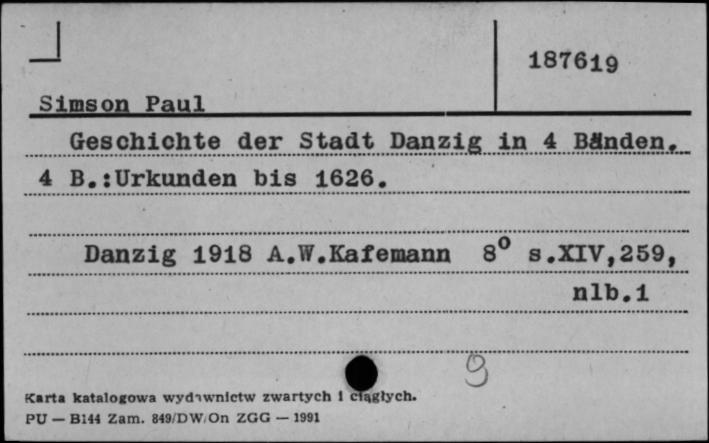 187619
Simson Paul
Geschichte der Stadt Danzig in 4 Bänden.
4 B.:Urkunden bis 1626.
Danzig 1918 A.W.Kafemann 8° s.XIV,259,
nlb.1
9
Karta katalogowa wydawnictw zwartych i ciągłych.
PU — B144 Zam. 849/DW/On ZGG — 1991